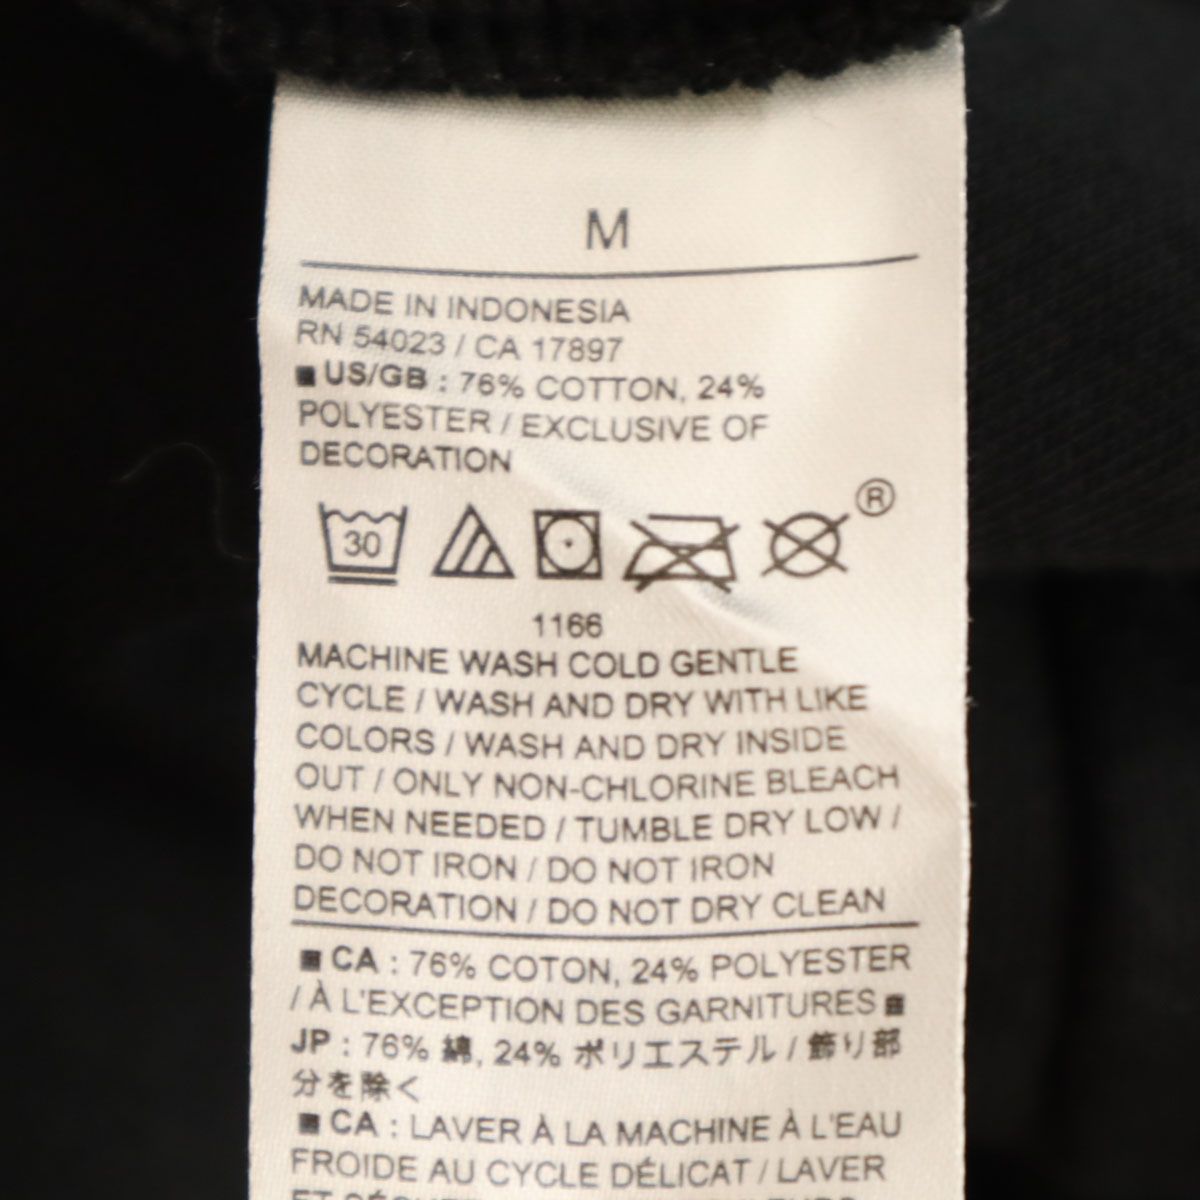 M
MADE IN INDONESIA
RN 54023 / CA 17897
■ US/GB : 76% COTTON, 24%
POLYESTER / EXCLUSIVE OF
DECORATION
30
®
1166
MACHINE WASH COLD GENTLE
CYCLE / WASH AND DRY WITH LIKE
COLORS / WASH AND DRY INSIDE
OUT / ONLY NON-CHLORINE BLEACH
WHEN NEEDED / TUMBLE DRY LOW /
DO NOT IRON / DO NOT IRON
DECORATION / DO NOT DRY CLEAN
■ CA : 76% COTON, 24% POLYESTER
/ À L'EXCEPTION DES GARNITURES ■
JP : 76% 綿, 24% ポリエステル / 飾り部
分を除く
■ CA : LAVER À LA MACHINE À L'EAU
FROIDE AU CYCLE DÉLICAT / LAVER
ET